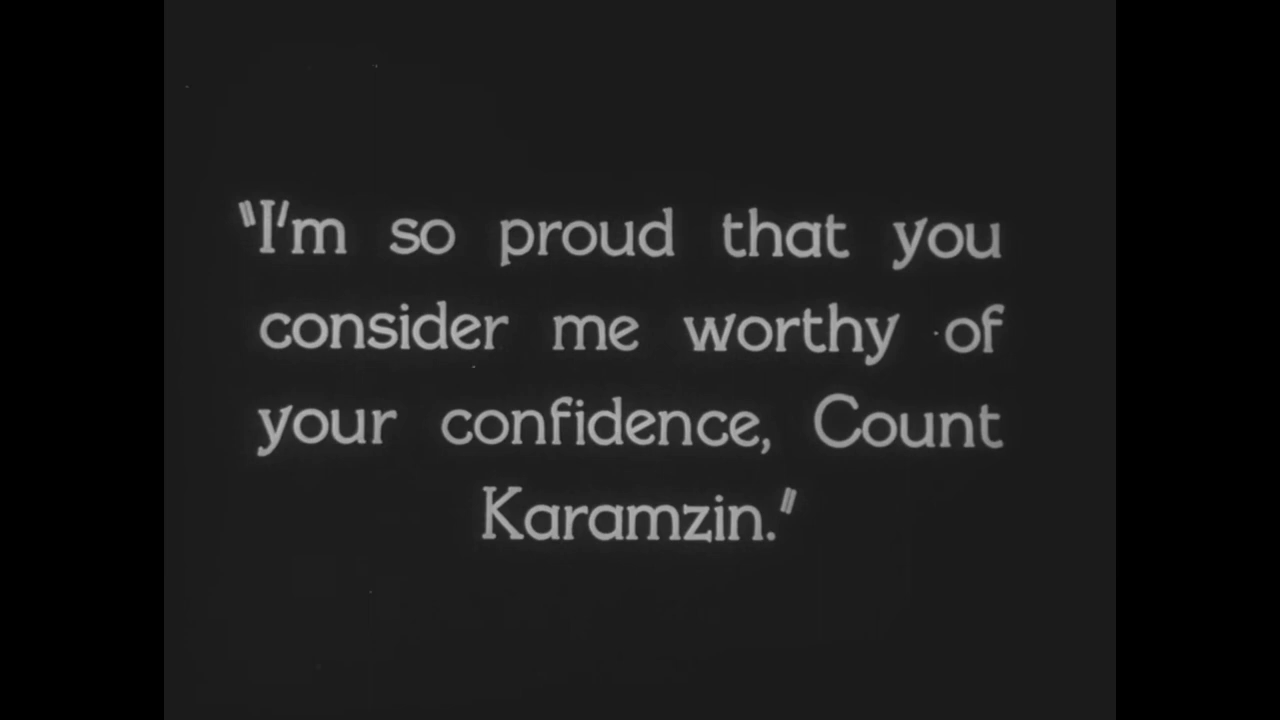 "I'm so proud that you
consider me worthy of
your confidence, Count
Karamzin."